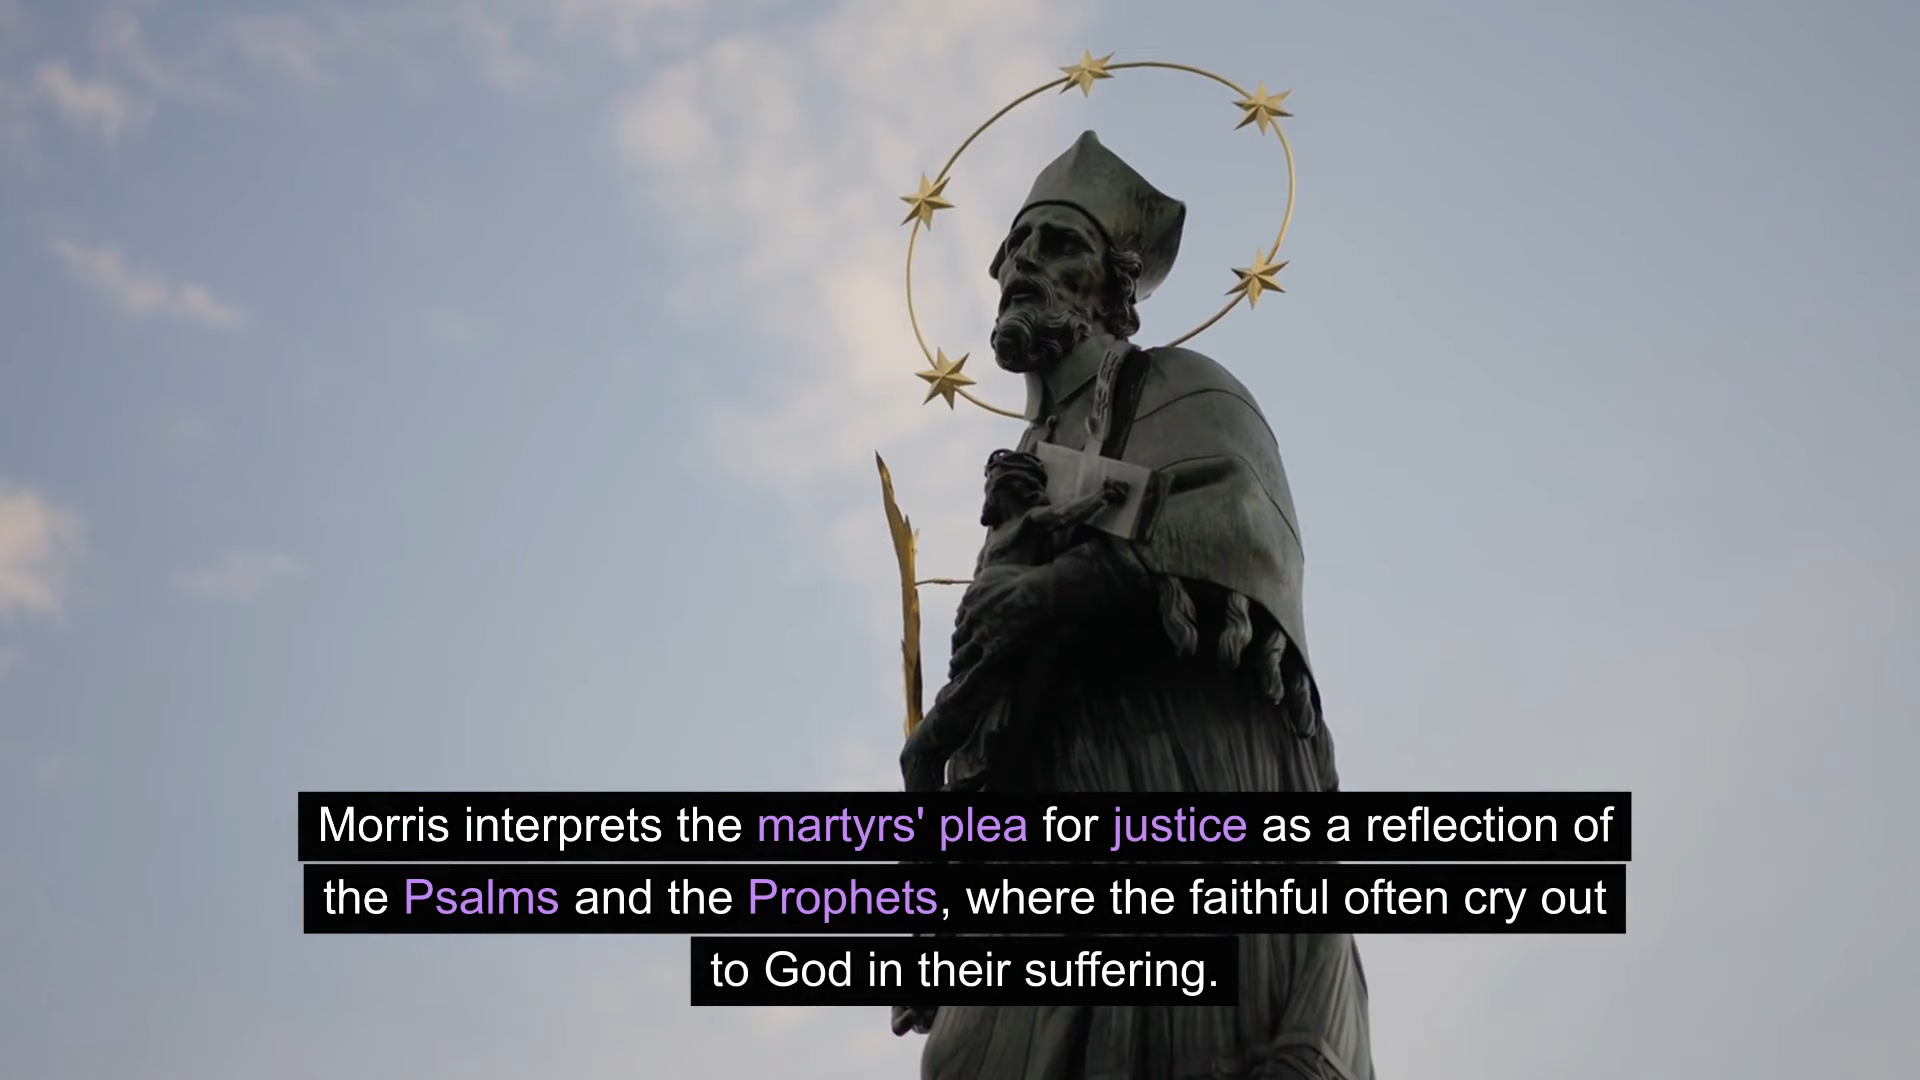 Morris interprets the martyrs' plea for justice as a reflection of
the Psalms and the Prophets, where the faithful often cry out
to God in their suffering.